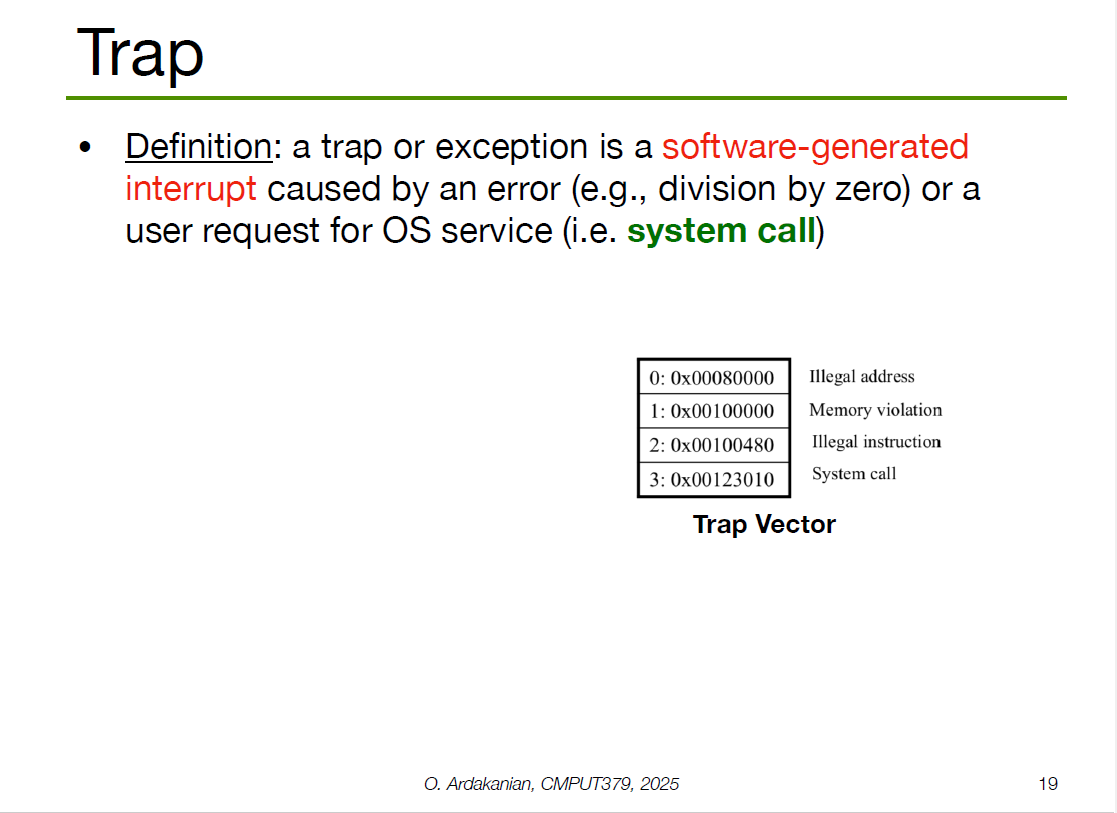 Trap
• Definition: a trap or exception is a software-generated
interrupt caused by an error (e.g., division by zero) or a
user request for OS service (i.e. system call)
0: 0x00080000 Illegal address
1: 0x00100000 Memory violation
2: 0x00100480 Illegal instruction
3: 0x00123010 System call
Trap Vector
O. Ardakanian, CMPUT379, 2025
19